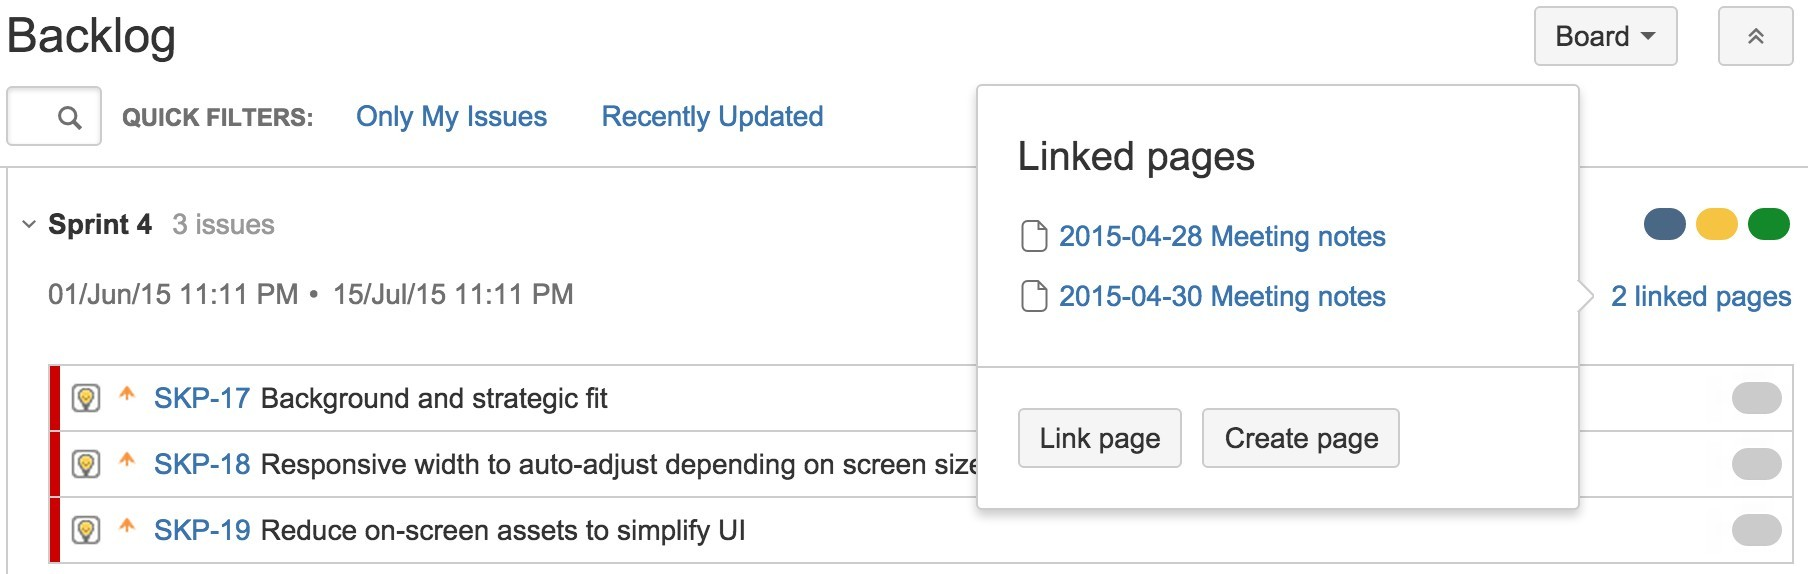 Backlog
Board
QUICK FILTERS: Only My Issues Recently Updated
Linked pages
2015-04-28 Meeting notes
2015-04-30 Meeting notes
Link page Create page
Sprint 4 3 issues
01/Jun/15 11:11 PM • 15/Jul/15 11:11 PM
2 linked pages
SKP-17 Background and strategic fit
SKP-18 Responsive width to auto-adjust depending on screen size
SKP-19 Reduce on-screen assets to simplify UI